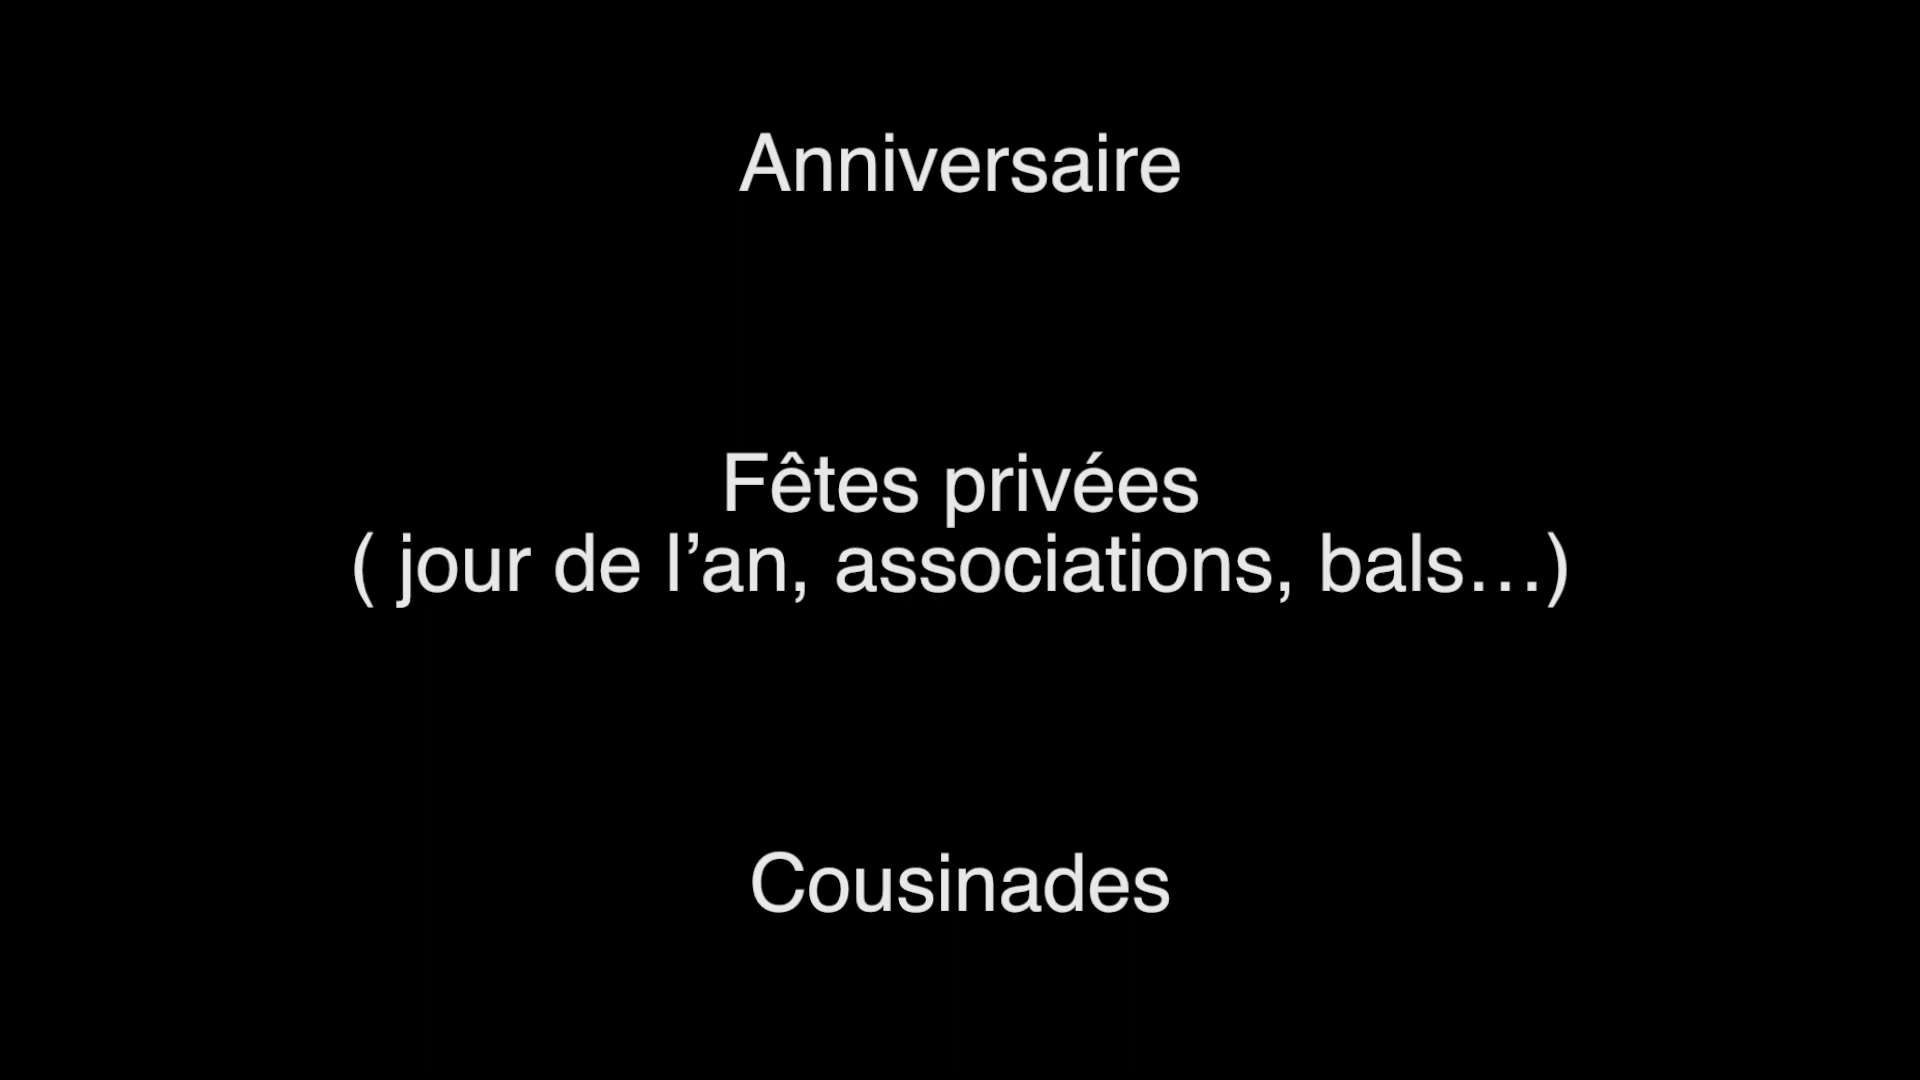 Anniversaire
Fêtes privées
( jour de l’an, associations, bals…)
Cousinades